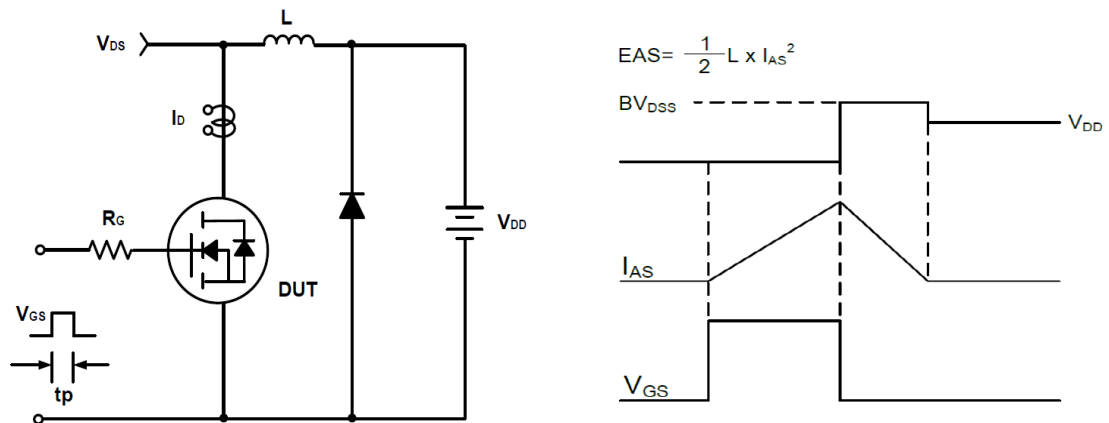 L
VDS
ID
RG
VDD
DUT
VGS
tp
EAS= 1/2 L x IAS²
BVDSS
VDD
IAS
VGS